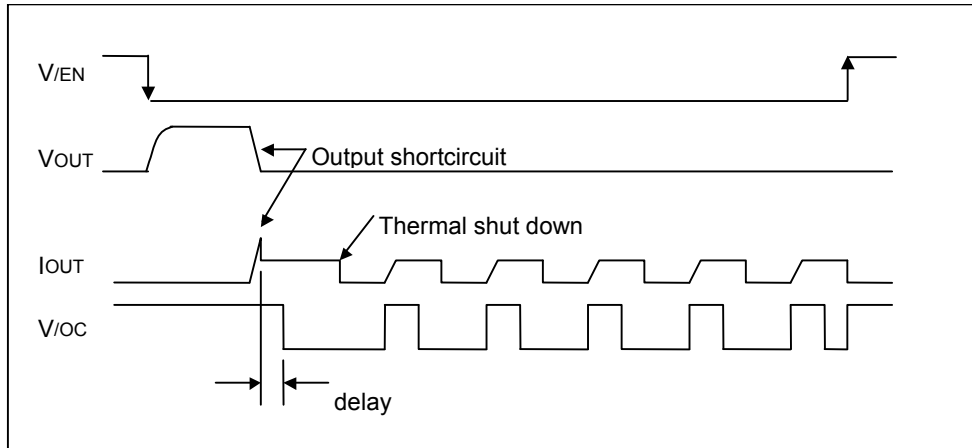 V/EN
VOUT
Output shortcircuit
Thermal shut down
IOUT
V/OC
delay